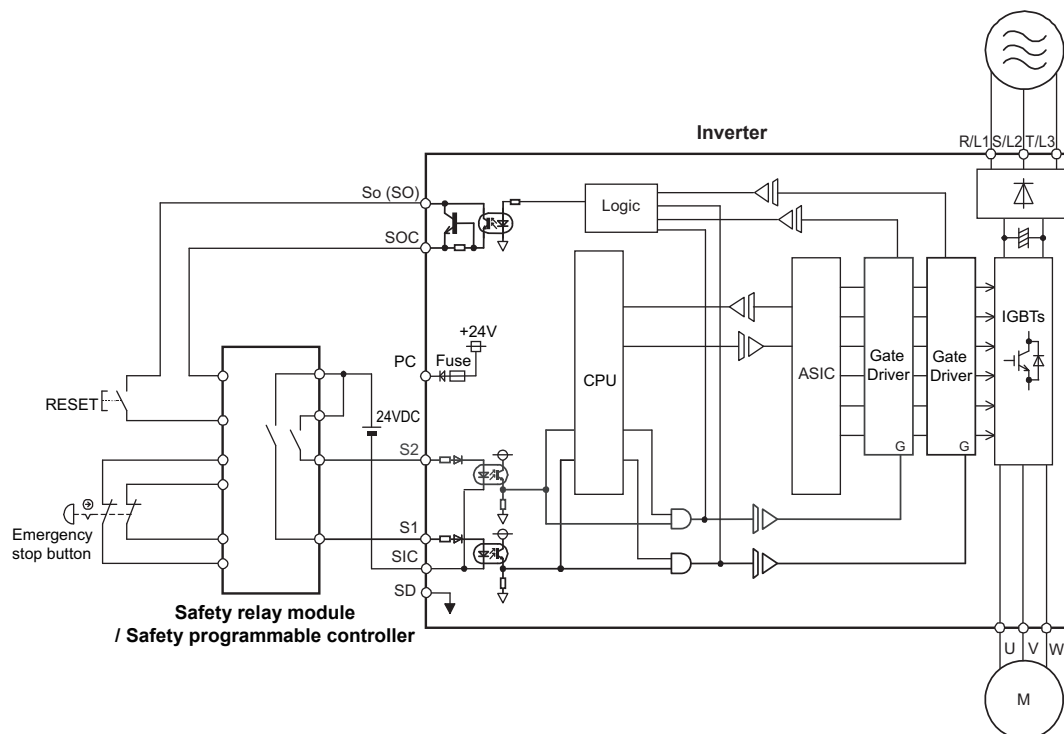 Inverter
R/L1 S/L2 T/L3
So (SO)
Logic
SOC
+24V
PC
Fuse
CPU
ASIC
Gate
Driver
G
Gate
Driver
G
IGBTs
RESET
24VDC
S2
Emergency
stop button
S1
SIC
SD
Safety relay module
/ Safety programmable controller
U V W
M